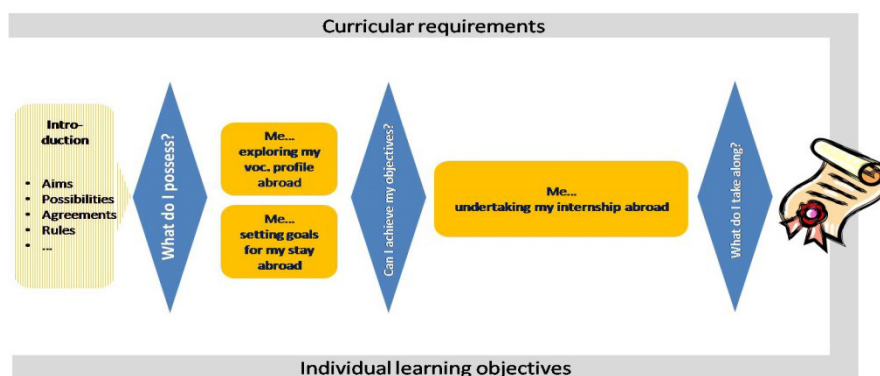 Curricular requirements
Intro-
duction
• Aims
• Possibilities
• Agreements
• Rules
• ...
What do I possess?
Me...
exploring my
voc. profile
abroad
Me...
setting goals
for my stay
abroad
Can I achieve my objectives?
Me...
undertaking my internship abroad
What do I take along?
Individual learning objectives